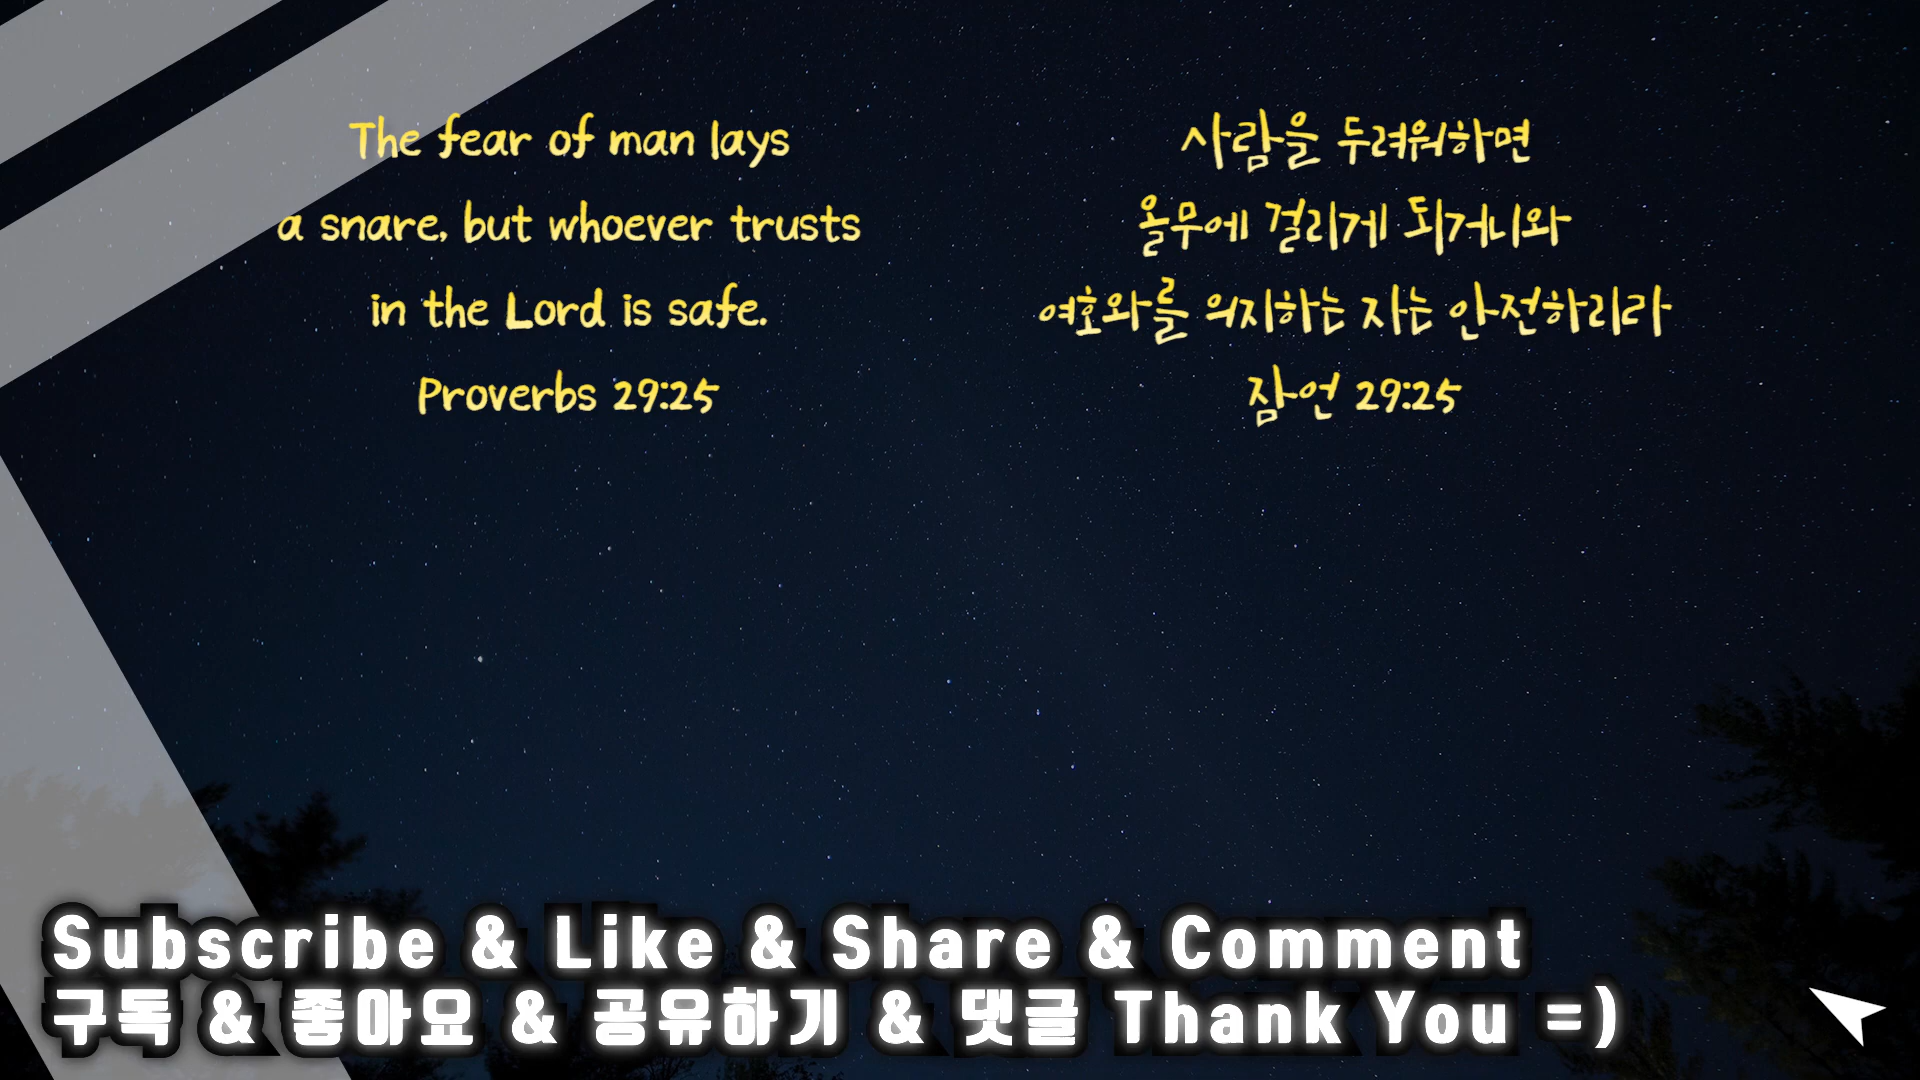 The fear of man lays
a snare, but whoever trusts
in the Lord is safe.
Proverbs 29:25
사람을 두려워하면
올무에 걸리게 되거니와
여호와를 의지하는 자는 안전하리라
잠언 29:25
Subscribe & Like & Share & Comment
구독 & 좋아요 & 공유하기 & 댓글 Thank You =)